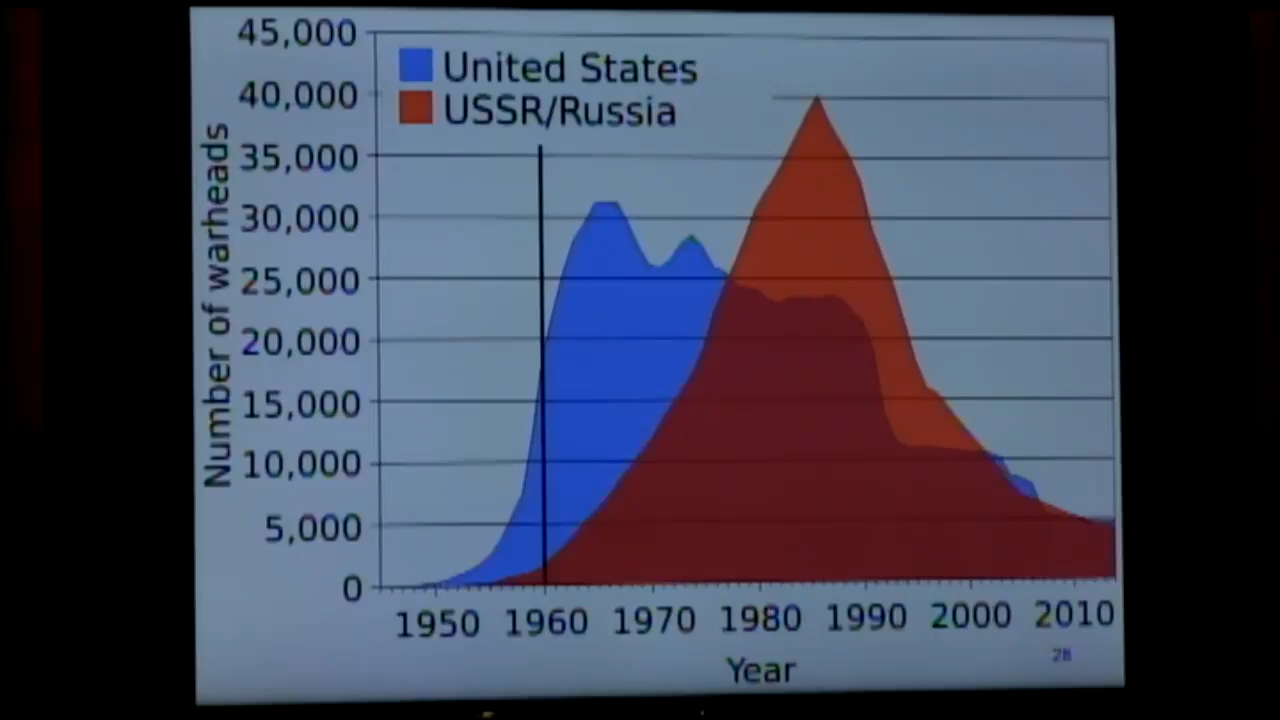 45,000
United States
40,000
USSR/Russia
35,000
30,000
25,000
20,000
15,000
10,000
5,000
0
Number of warheads
1950 1960 1970 1980 1990 2000 2010
Year
28